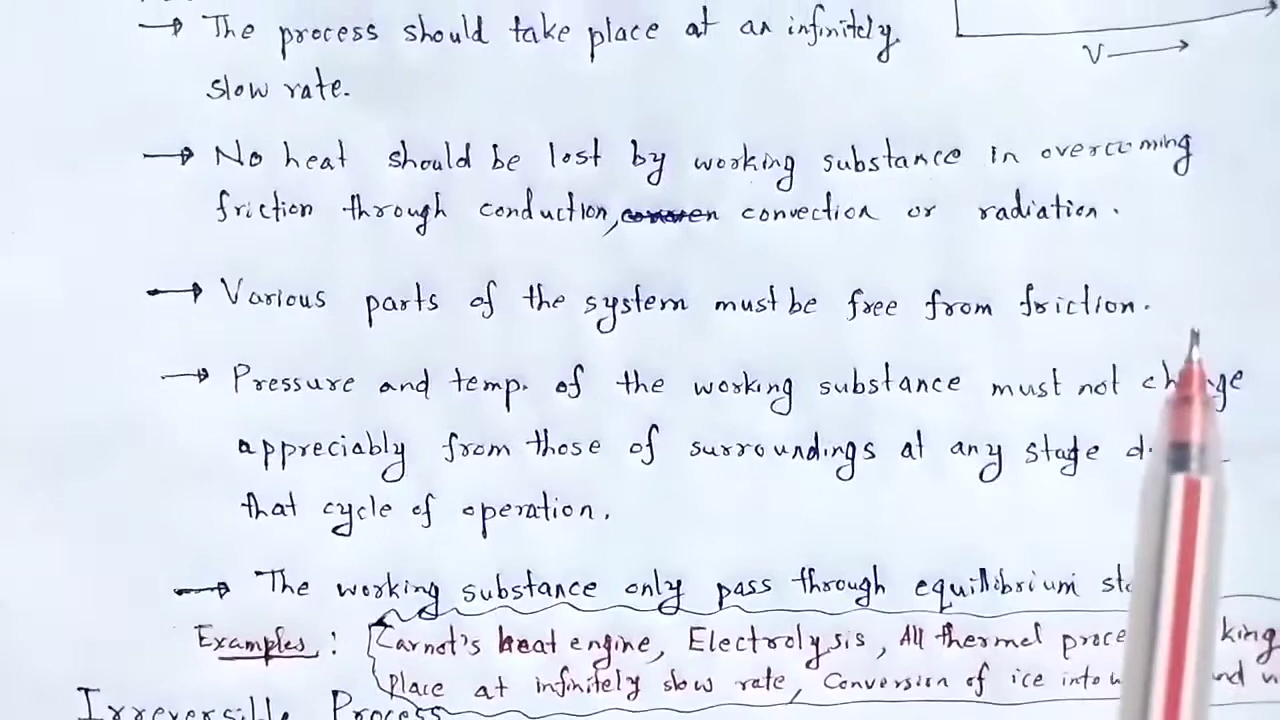 → The process should take place at an infinitely
slow rate.
V →
→ No heat should be lost by working substance in overcoming
friction through conduction, convection or radiation.
→ Various parts of the system must be free from friction.
→ Pressure and temp. of the working substance must not
appreciably from those of surroundings at any stage
that cycle of operation.
→ The working substance only pass through equilibrium
Examples : Carnot's heat engine, Electrolysis, All thermal
place at infinitely slow rate, Conversion of ice into
Irreversible Process